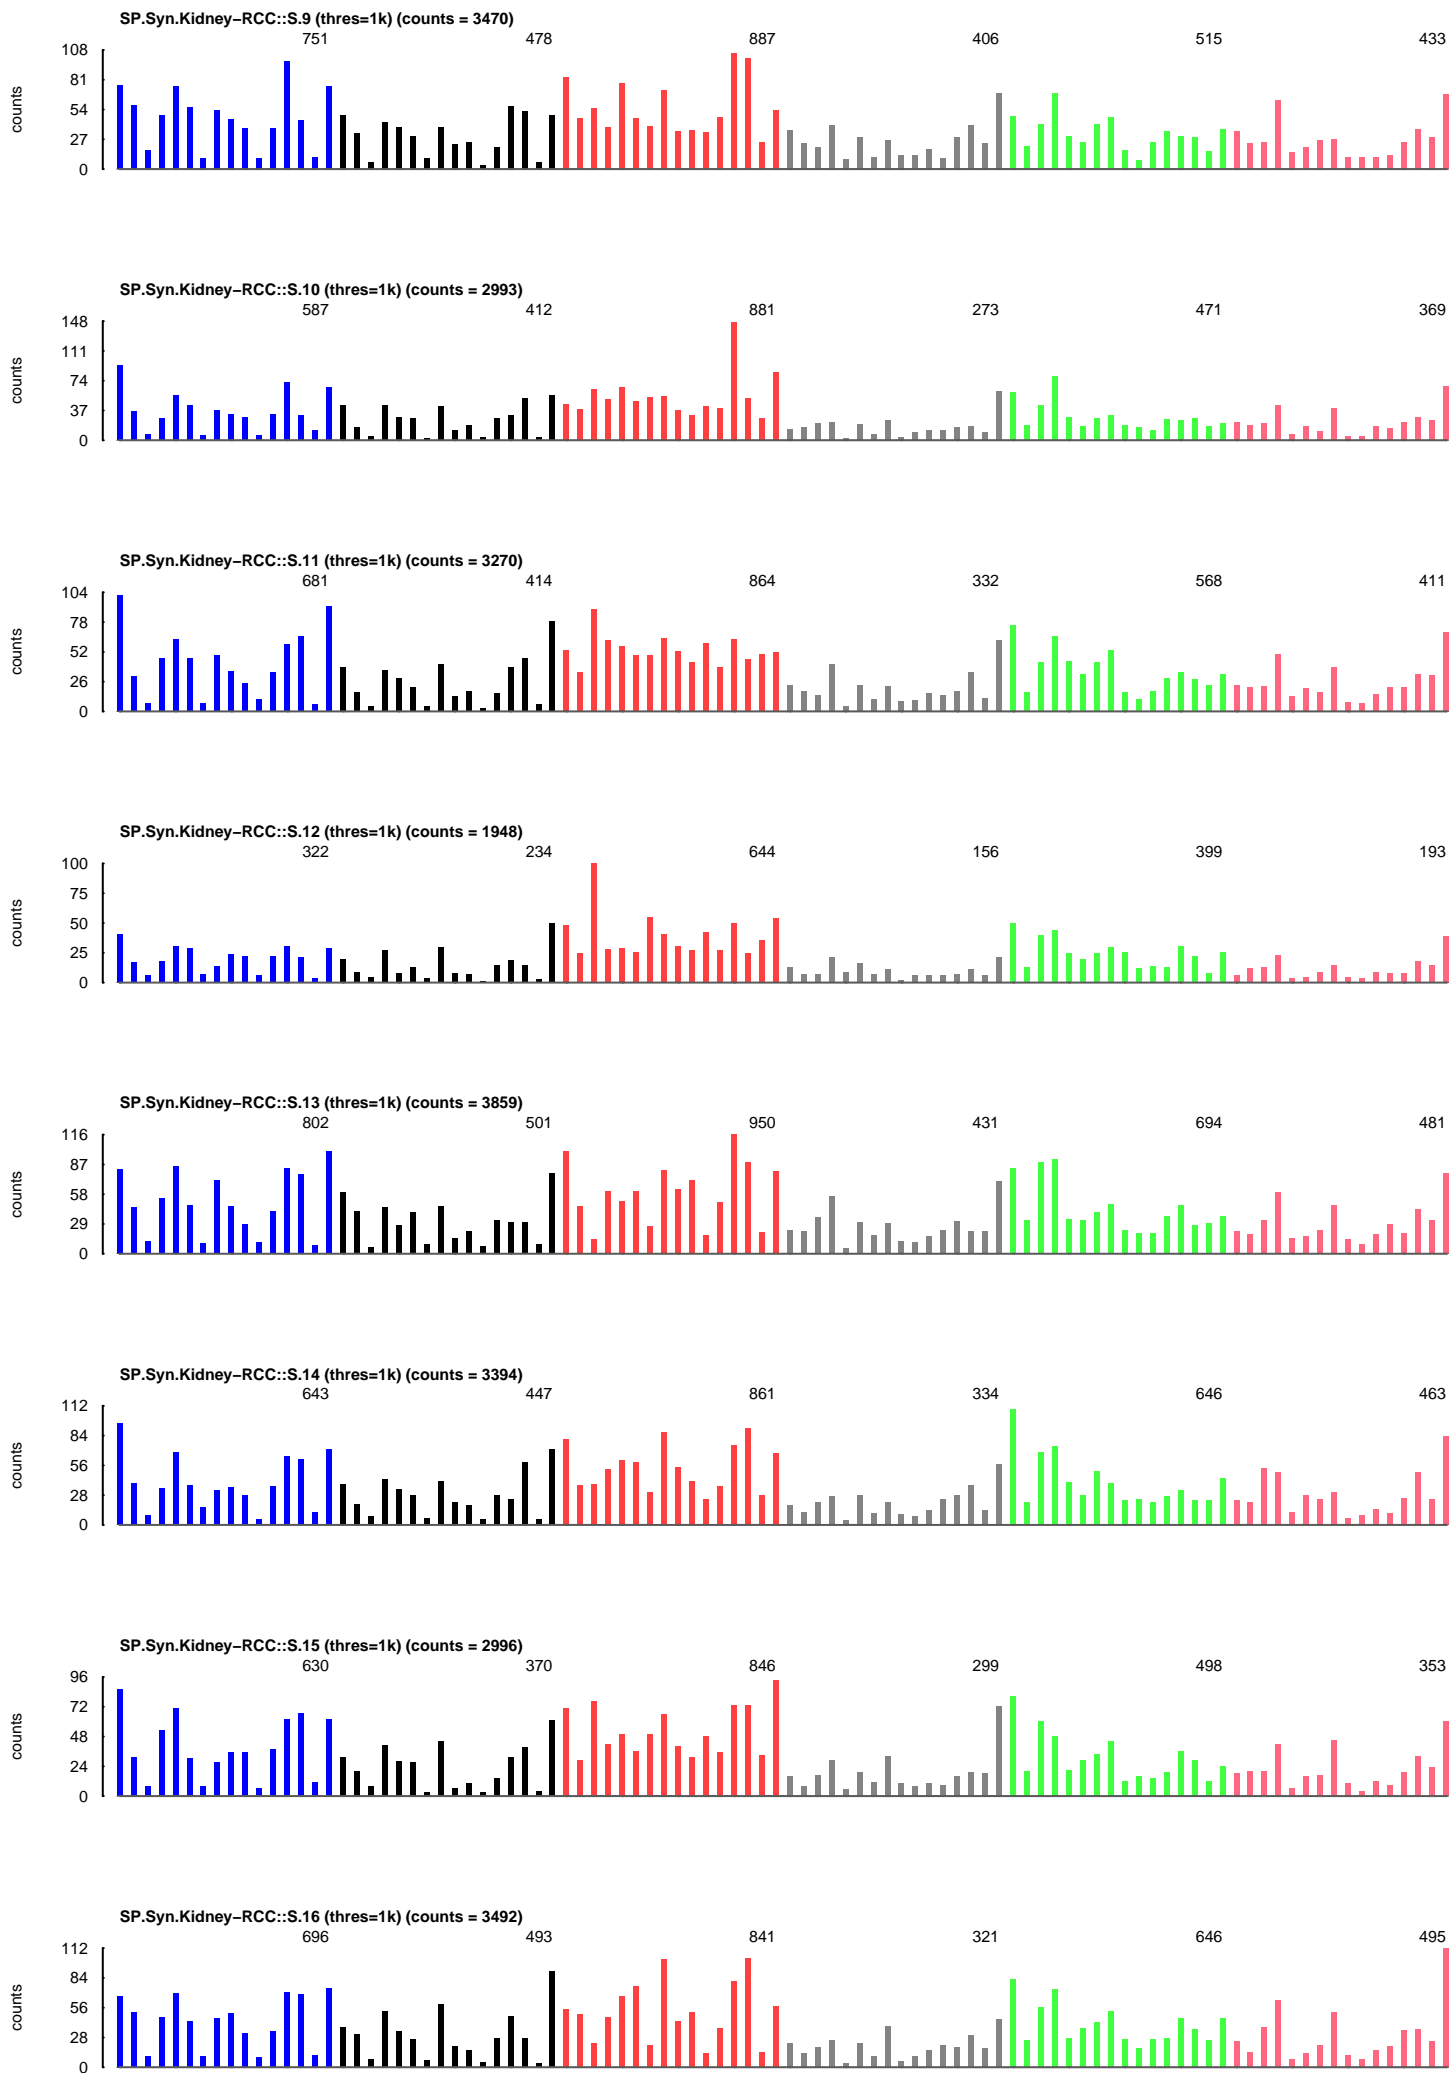 SP.Syn.Kidney−RCC::S.9 (thres=1k) (counts = 3470)
751 478 887 406 515 433
108
81
54
27
0
counts
SP.Syn.Kidney−RCC::S.10 (thres=1k) (counts = 2993)
587 412 881 273 471 369
148
111
74
37
0
counts
SP.Syn.Kidney−RCC::S.11 (thres=1k) (counts = 3270)
681 414 864 332 568 411
104
78
52
26
0
counts
SP.Syn.Kidney−RCC::S.12 (thres=1k) (counts = 1948)
322 234 644 156 399 193
100
75
50
25
0
counts
SP.Syn.Kidney−RCC::S.13 (thres=1k) (counts = 3859)
802 501 950 431 694 481
116
87
58
29
0
counts
SP.Syn.Kidney−RCC::S.14 (thres=1k) (counts = 3394)
643 447 861 334 646 463
112
84
56
28
0
counts
SP.Syn.Kidney−RCC::S.15 (thres=1k) (counts = 2996)
630 370 846 299 498 353
96
72
48
24
0
counts
SP.Syn.Kidney−RCC::S.16 (thres=1k) (counts = 3492)
696 493 841 321 646 495
112
84
56
28
0
counts